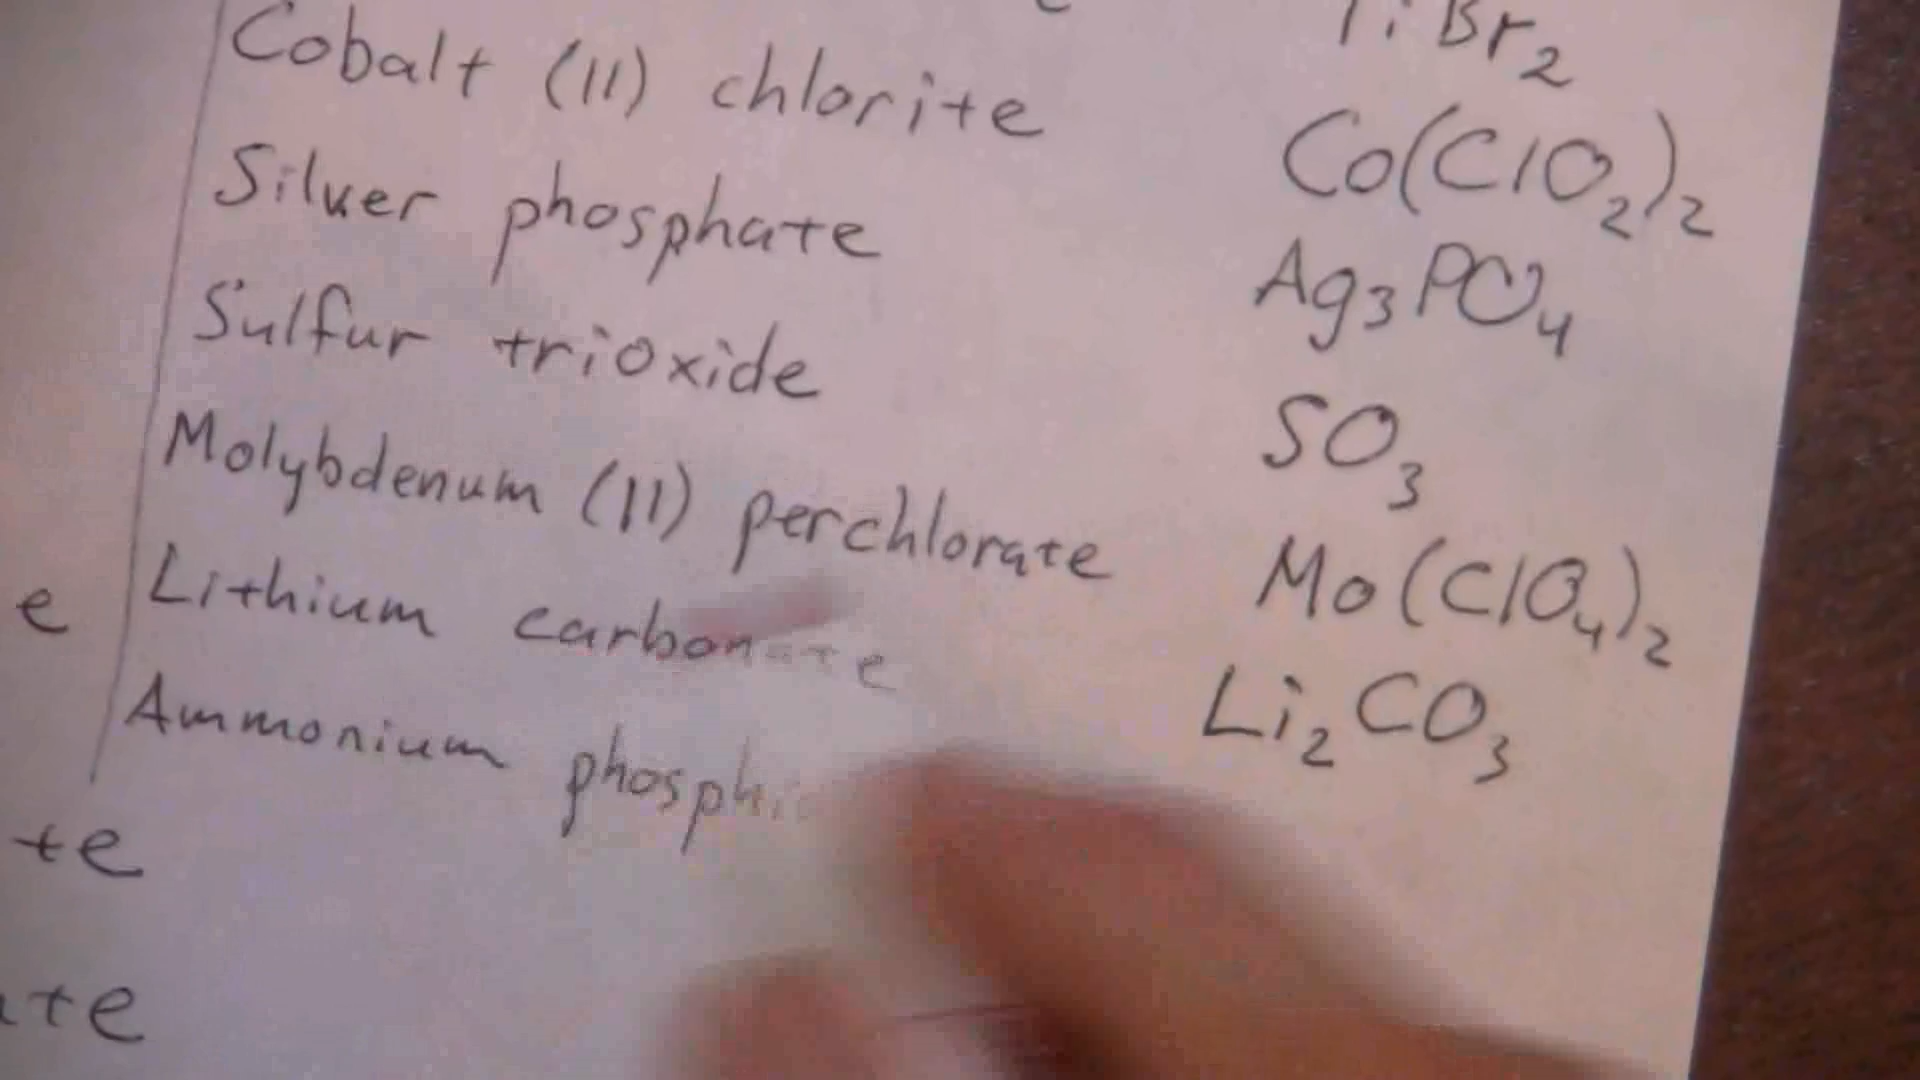 TiBr2
Cobalt (II) chlorite Co(ClO2)2
Silver phosphate Ag3PO4
Sulfur trioxide SO3
Molybdenum (II) perchlorate Mo(ClO4)2
e Lithium carbonate Li2CO3
Ammonium
te
te